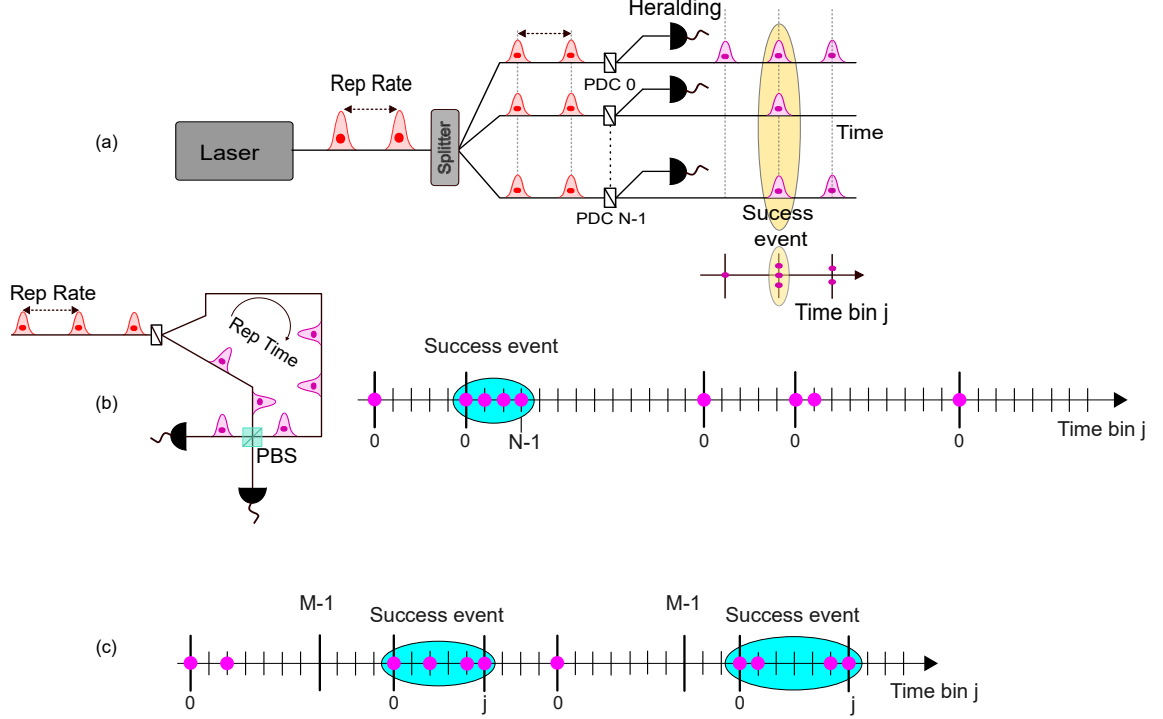 Heralding
Rep Rate
PDC 0
(a)
Laser
Splitter
Time
PDC N-1
Sucess
event
Time bin j
Rep Rate
Rep Time
(b)
PBS
Success event
0
0
N-1
0
0
0
Time bin j
(c)
M-1
Success event
M-1
Success event
0
0
j
0
0
j
Time bin j